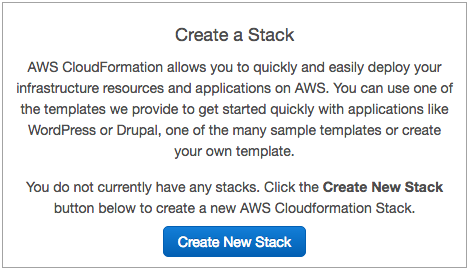 Create a Stack
AWS CloudFormation allows you to quickly and easily deploy your
infrastructure resources and applications on AWS. You can use one of
the templates we provide to get started quickly with applications like
WordPress or Drupal, one of the many sample templates or create
your own template.
You do not currently have any stacks. Click the Create New Stack
button below to create a new AWS Cloudformation Stack.
Create New Stack